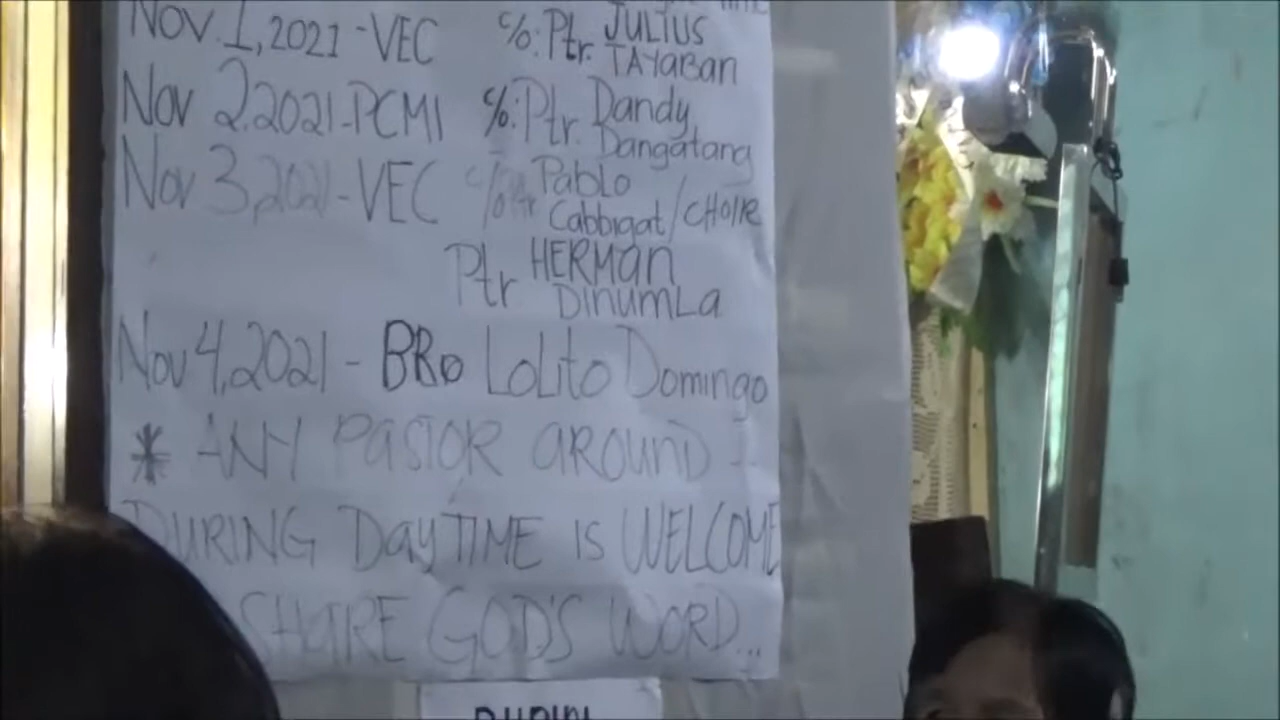 Nov. 1, 2021 - VEC c/o: Ptr. JULIUS TAYABAN
Nov 2. 2021 - PCMI c/o: Ptr. Dandy Dangatang
Nov 3, 2021 - VEC c/o Ptr Pablo Cabbigat / CHOIR
Ptr HERMAN DINUMLA
Nov 4, 2021 - BRO LOLITO DOMINGO
* ANY PASTOR AROUND
DURING DAYTIME IS WELCOME
SHARE GOD'S WORD...